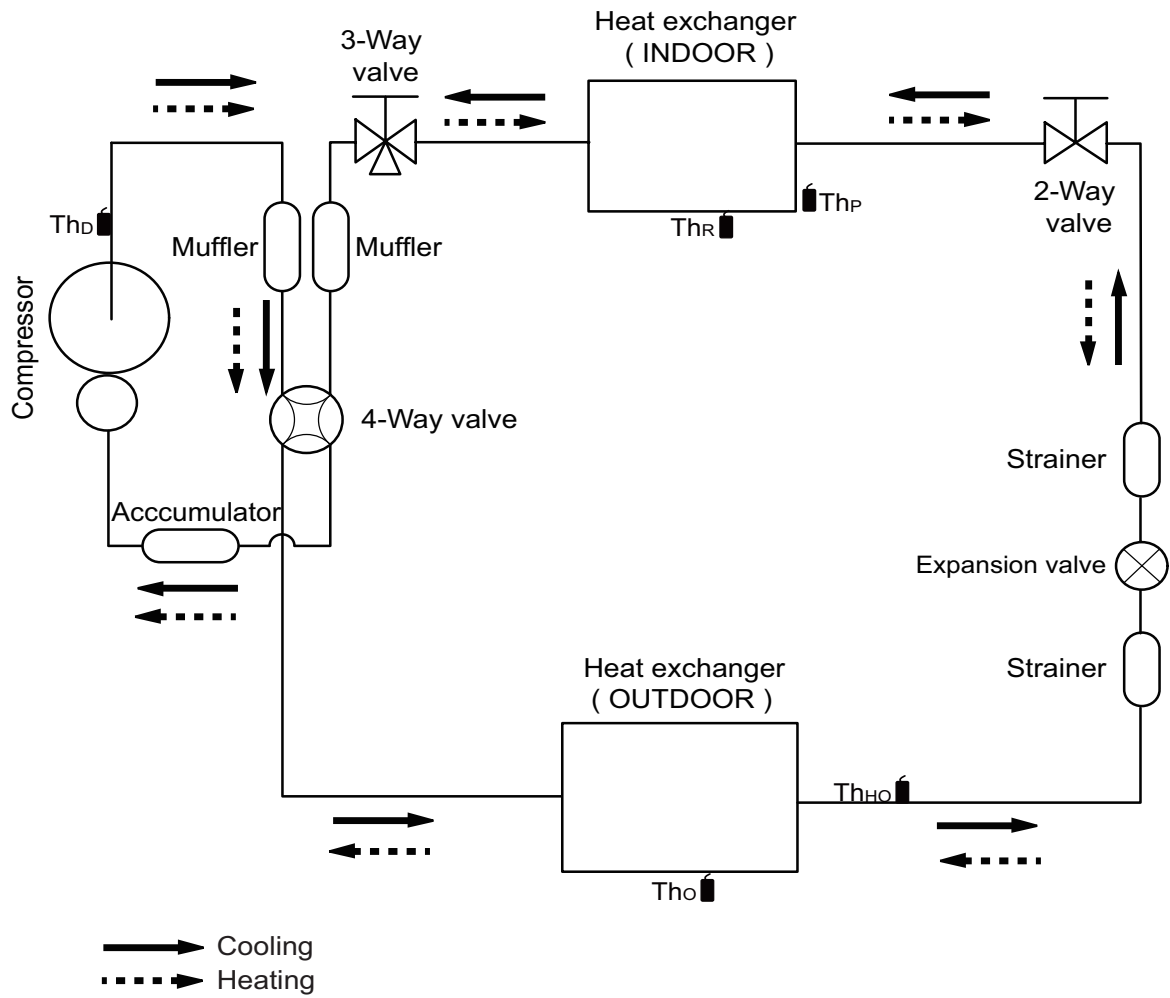 Heat exchanger
( INDOOR )
3-Way
valve
ThD
ThP
ThR
2-Way
valve
Muffler
Muffler
Compressor
4-Way valve
Strainer
Acccumulator
Expansion valve
Strainer
Heat exchanger
( OUTDOOR )
ThHO
ThO
Cooling
Heating